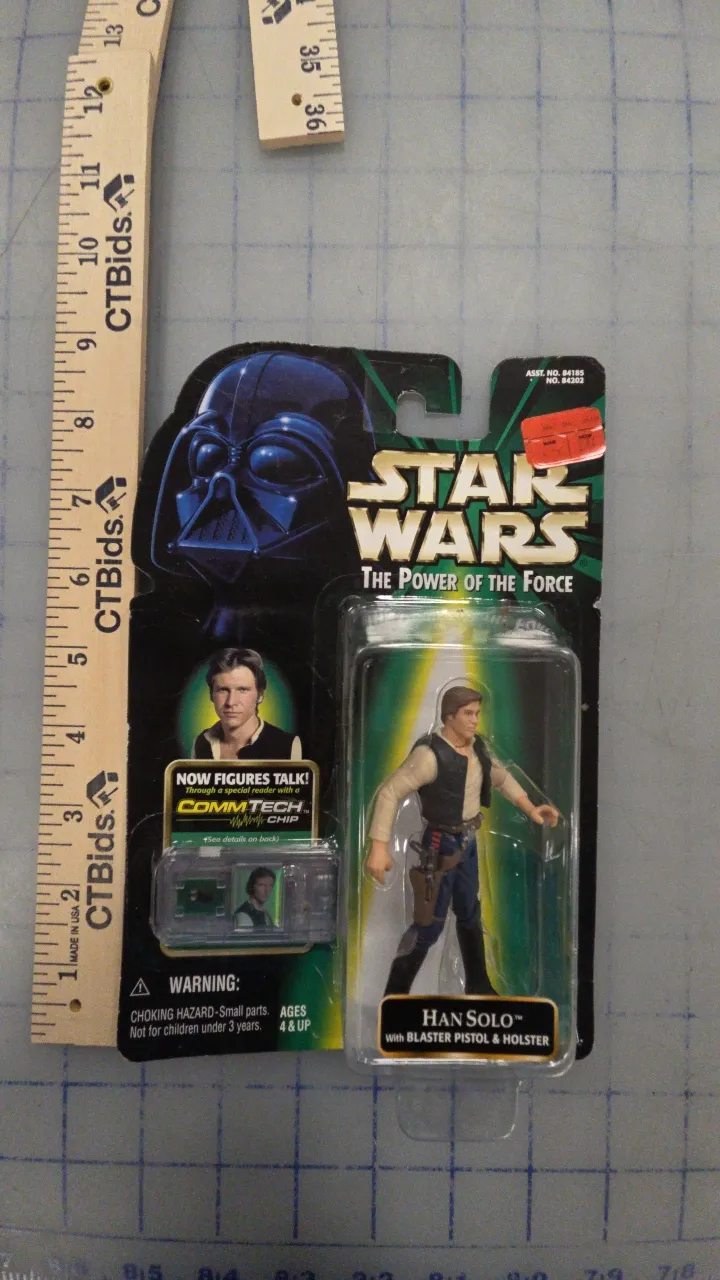 13
12
11
10
9
8
7
6
5
4
3
2
1
MADE IN USA
CTBids.
CTBids.
CTBids.
35
36
ASST. NO. 84185
NO. 84202
STAR
WARS
THE POWER OF THE FORCE
NOW FIGURES TALK!
Through a special reader with a
COMMTECH™
CHIP
(See details on back)
WARNING:
CHOKING HAZARD-Small parts.
Not for children under 3 years.
AGES
4 & UP
HAN SOLO™
With BLASTER PISTOL & HOLSTER